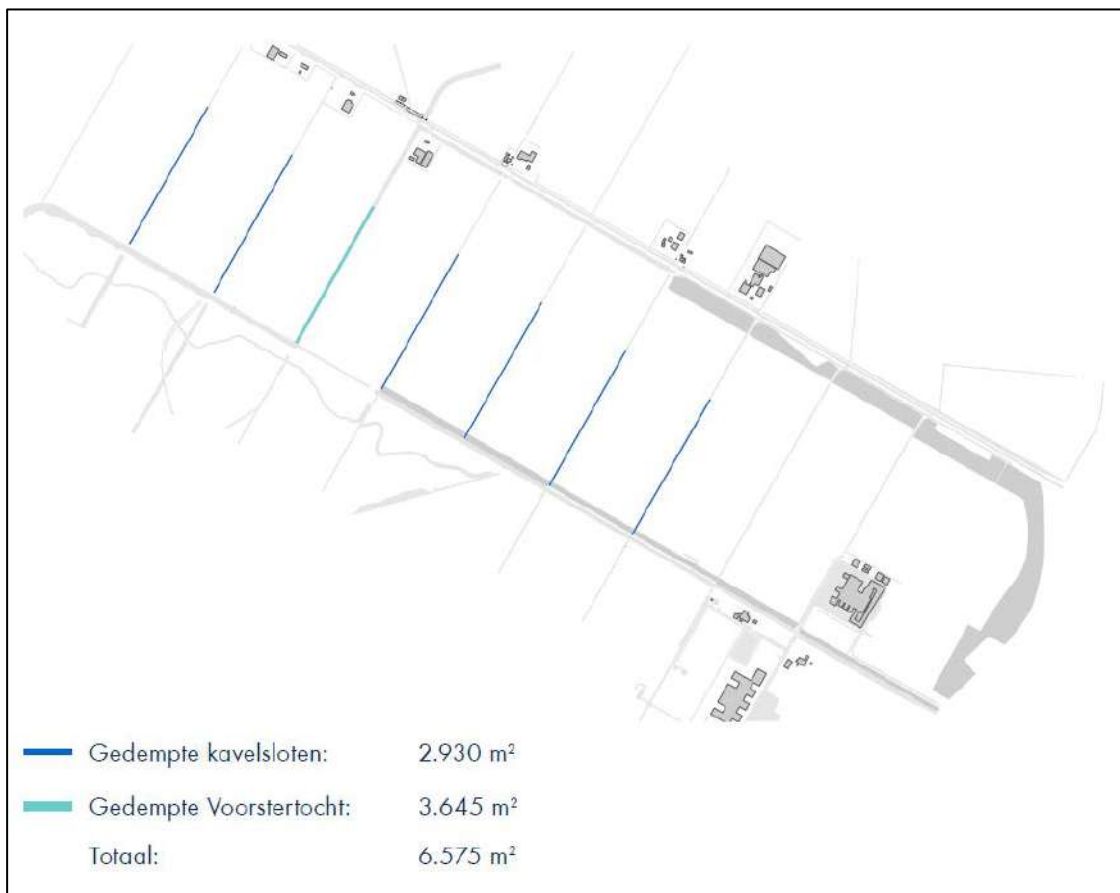 Gedempte kavelsloten: 2.930 m²
Gedempte Voorstertocht: 3.645 m²
Totaal: 6.575 m²